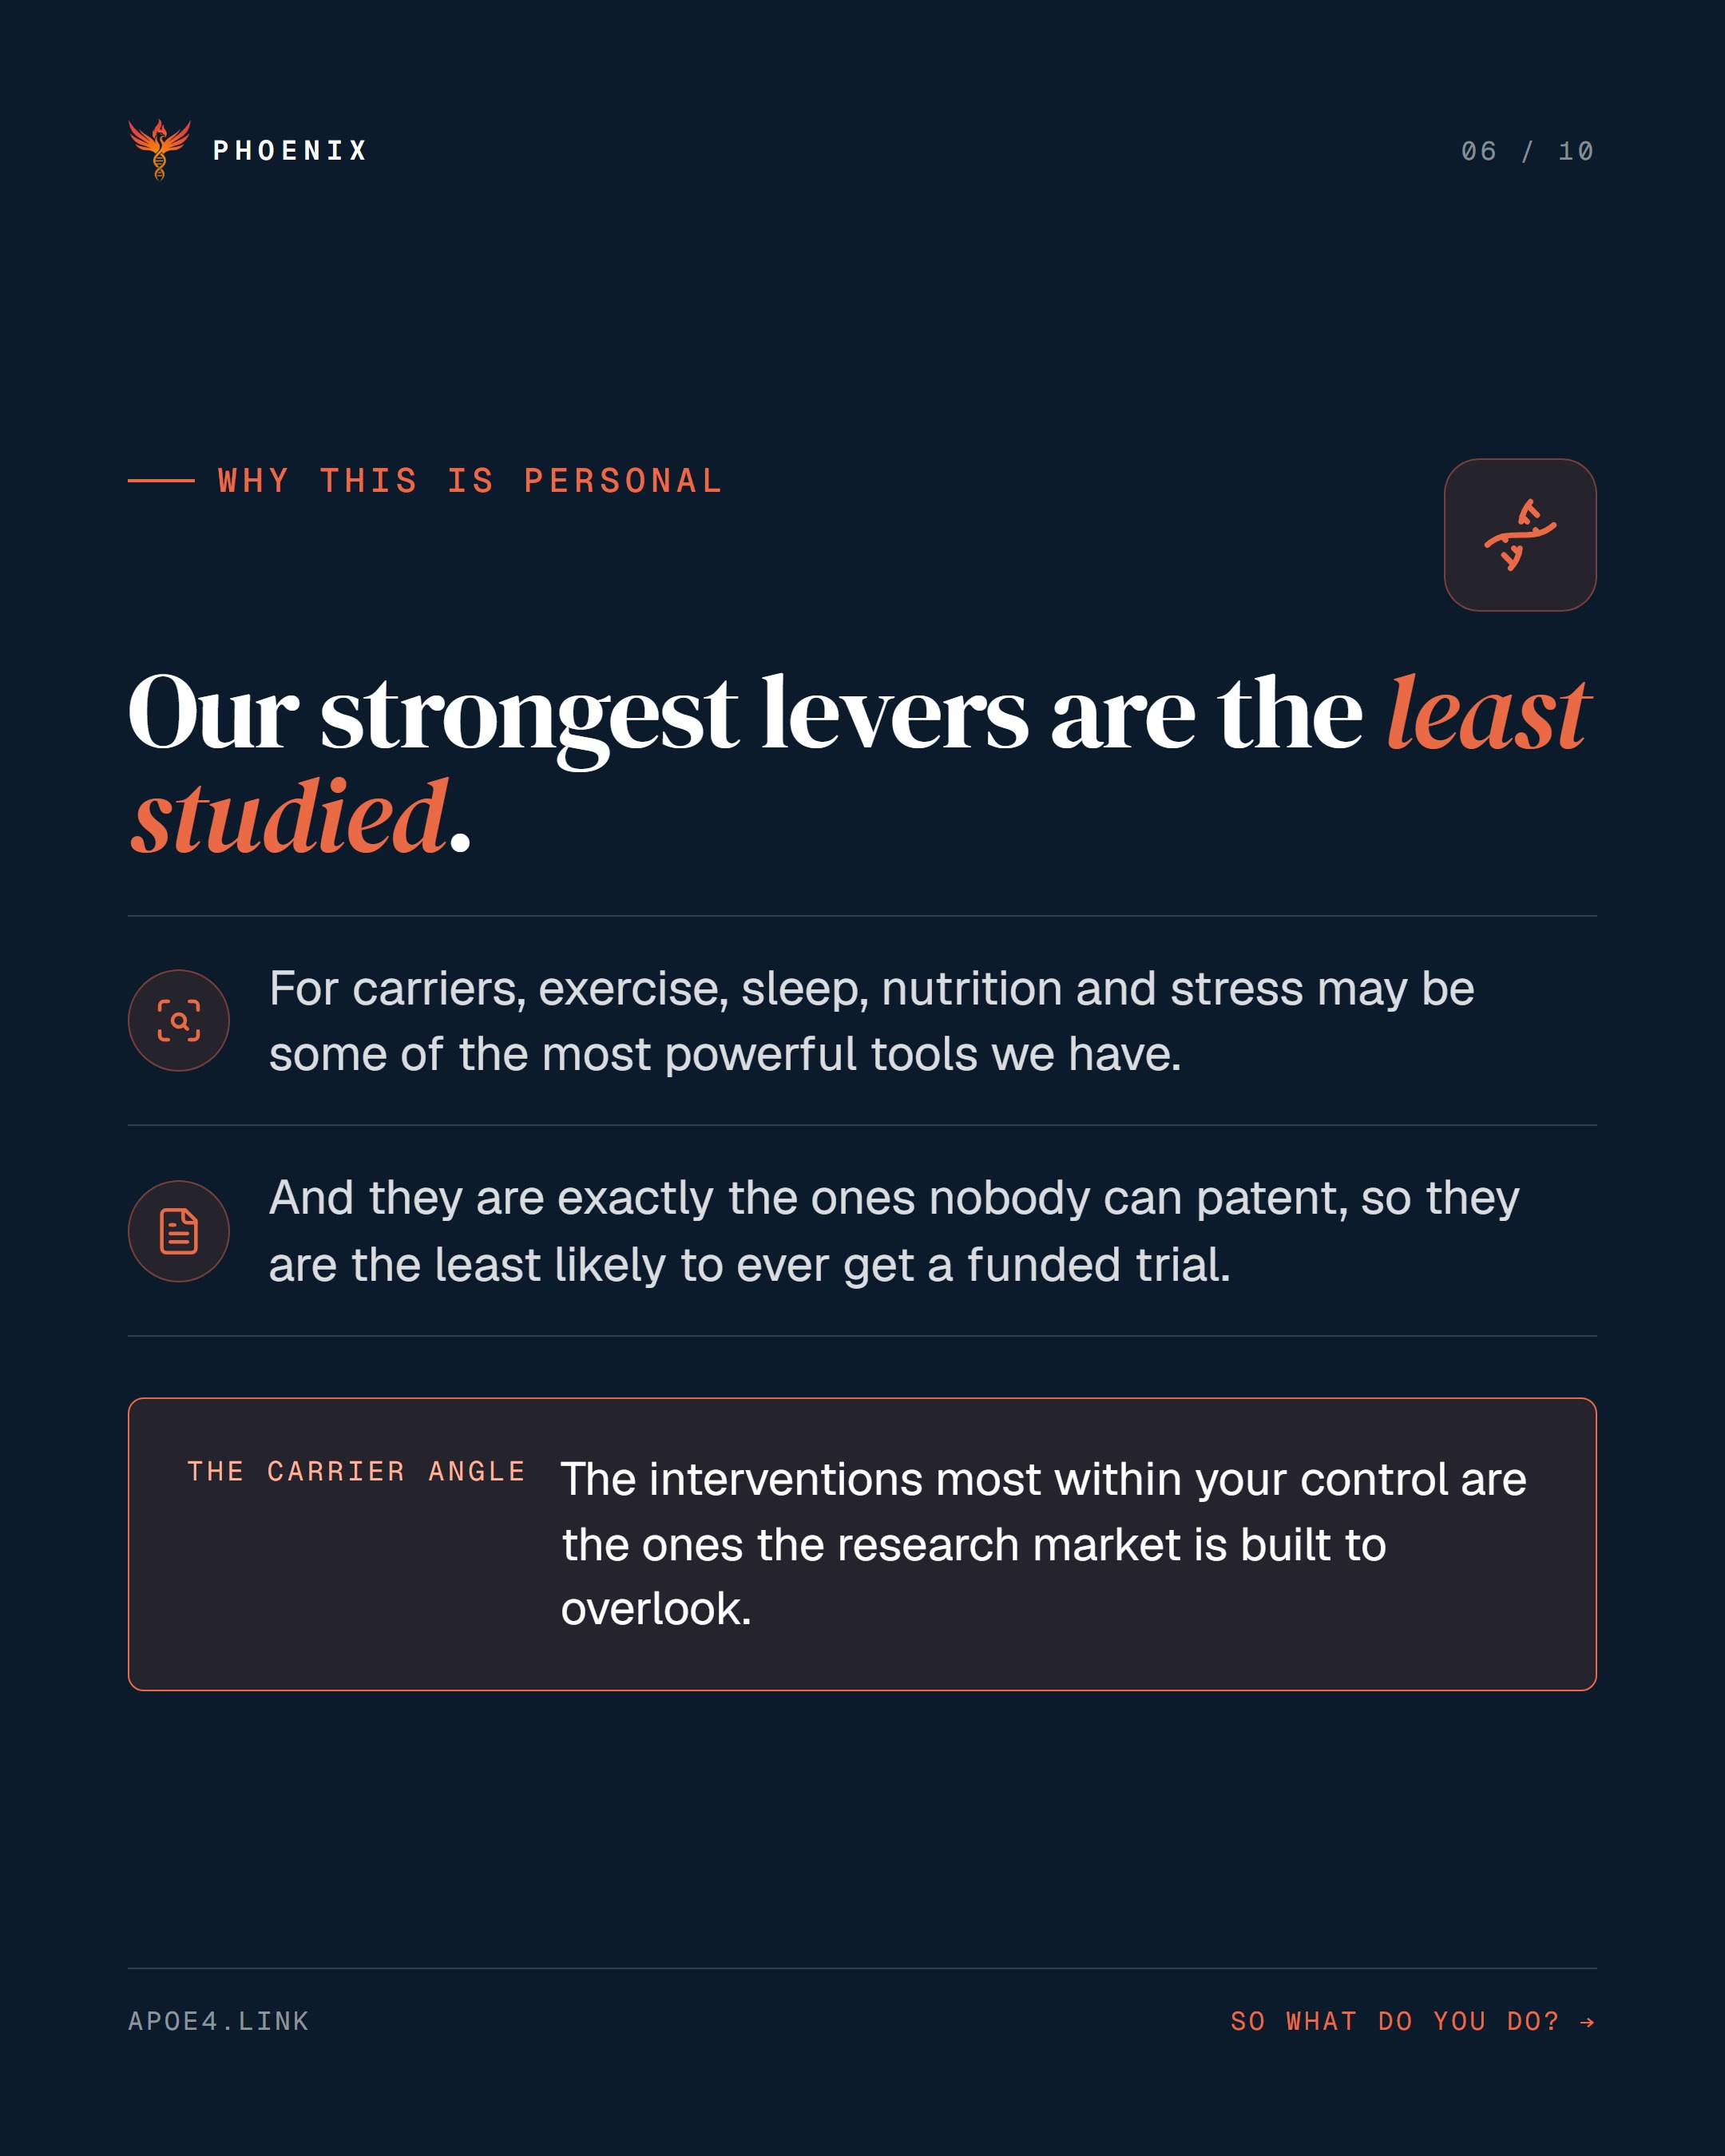 PHOENIX
06 / 10
WHY THIS IS PERSONAL
Our strongest levers are the least
studied.
For carriers, exercise, sleep, nutrition and stress may be
some of the most powerful tools we have.
And they are exactly the ones nobody can patent, so they
are the least likely to ever get a funded trial.
THE CARRIER ANGLE
The interventions most within your control are
the ones the research market is built to
overlook.
APOE4.LINK
SO WHAT DO YOU DO? →